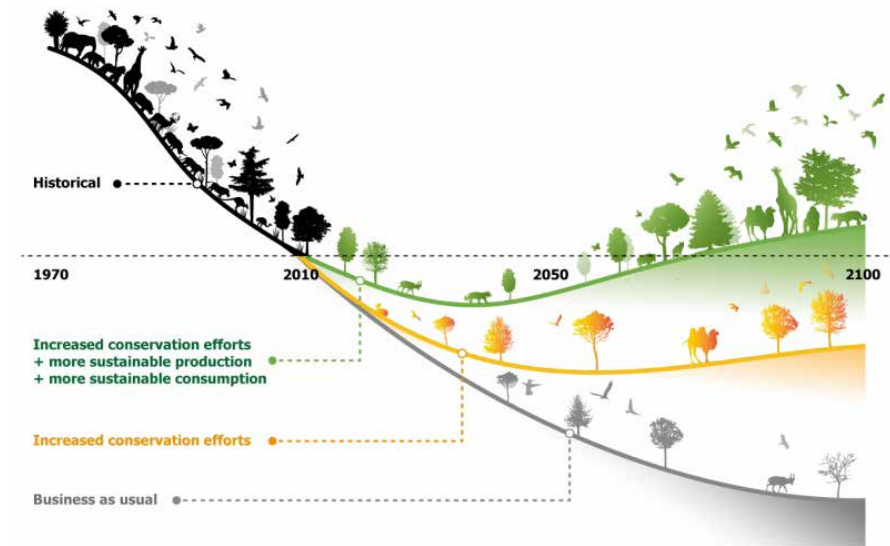 Historical
1970 2010 2050 2100
Increased conservation efforts
+ more sustainable production
+ more sustainable consumption
Increased conservation efforts
Business as usual